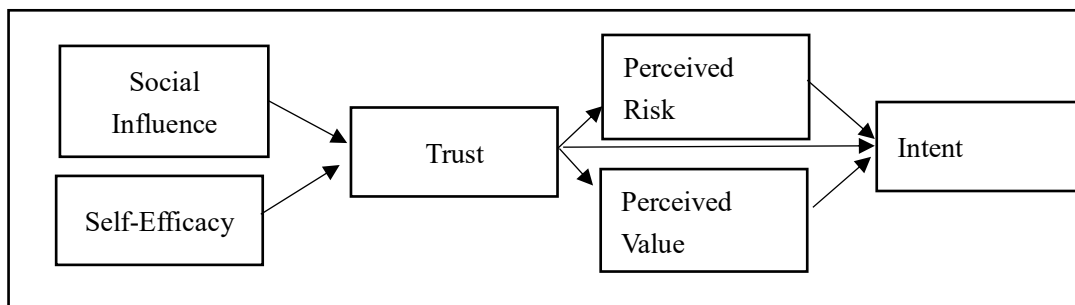 Social
Influence
Self-Efficacy
Trust
Perceived
Risk
Perceived
Value
Intent